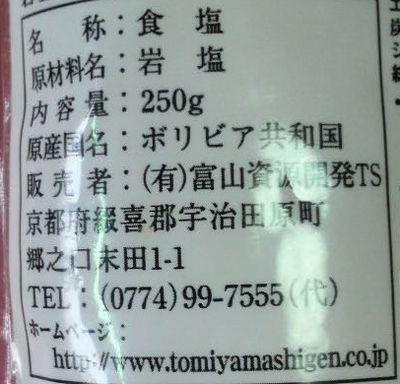 名 称：食 塩
原材料名：岩 塩
内容量：250g
原産国名：ボリビア共和国
販売者：(有)富山資源開発TS
京都府綴喜郡宇治田原町
郷之口末田1-1
TEL：(0774)99-7555(代)
ホームページ：
http://www.tomiyamashigen.co.jp